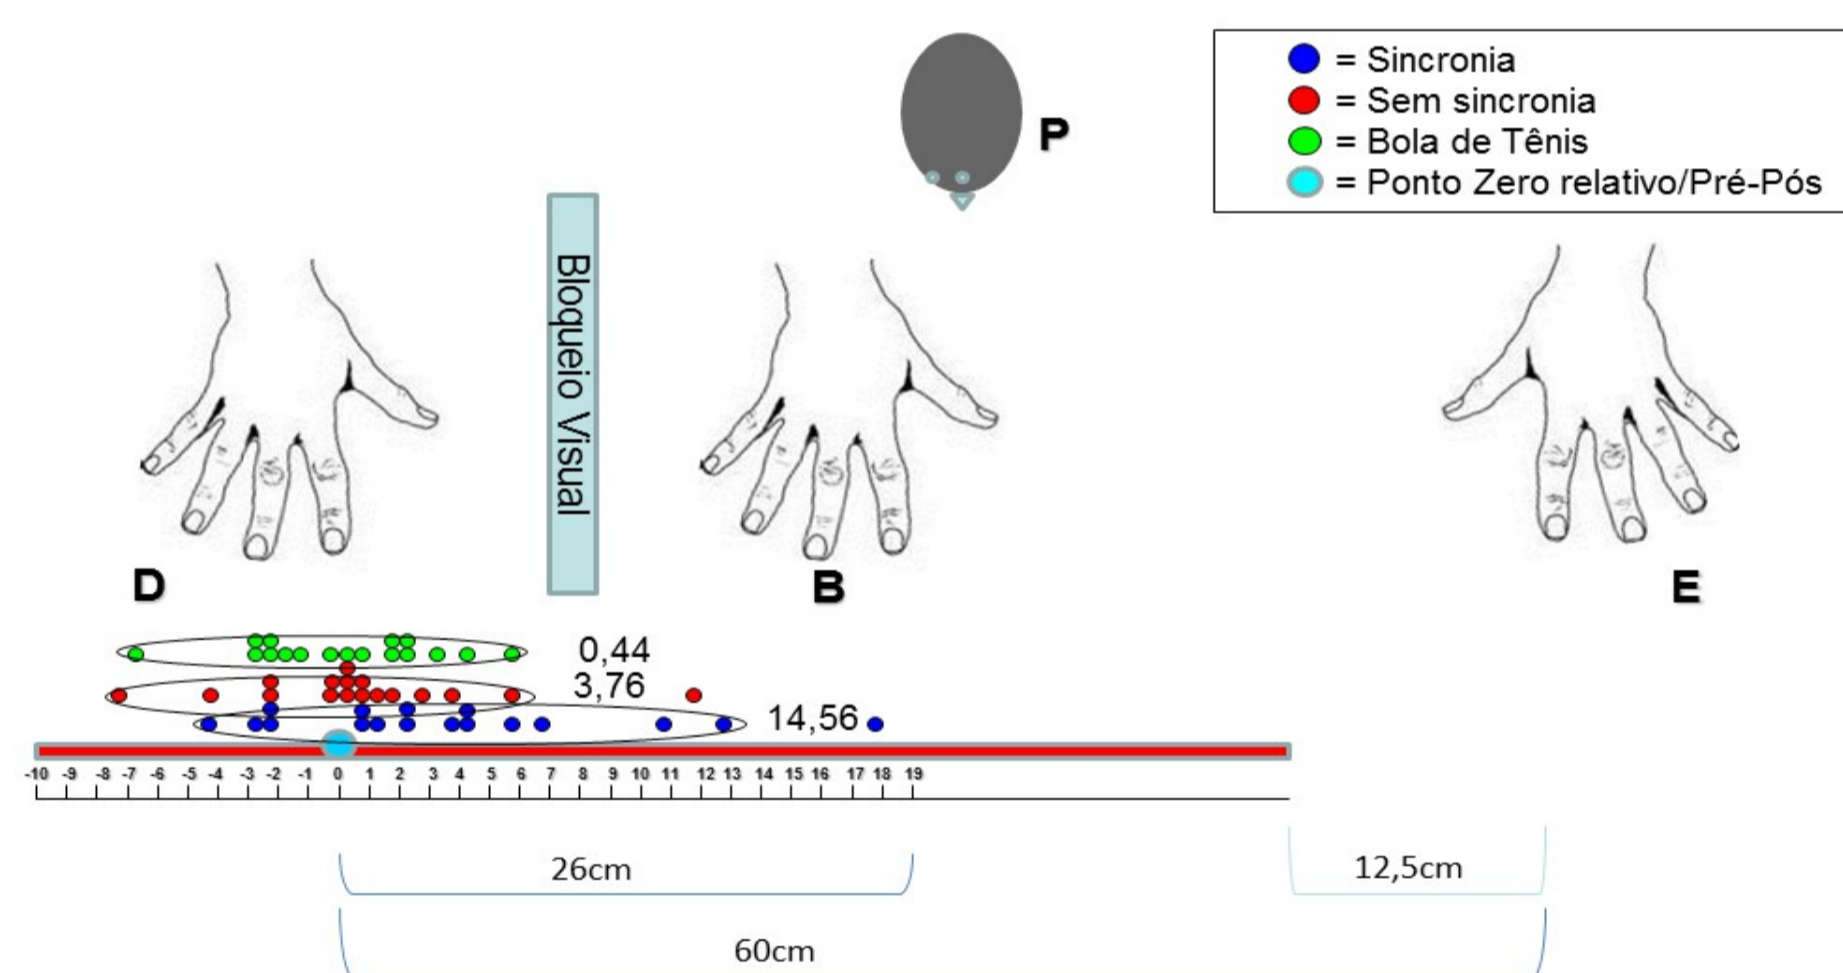 = Sincronia
= Sem sincronia
= Bola de Tênis
= Ponto Zero relativo/Pré-Pós
P
Bloqueio Visual
D
B
E
0,44
3,76
14,56
-10 -9 -8 -7 -6 -5 -4 -3 -2 -1 0 1 2 3 4 5 6 7 8 9 10 11 12 13 14 15 16 17 18 19
26cm
12,5cm
60cm